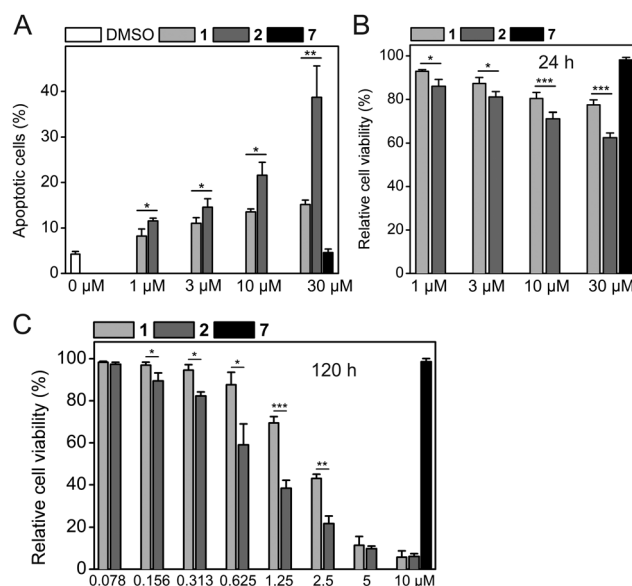 A
DMSO 1 2 7
Apoptotic cells (%)
40
30
20
10
0
* * * **
0 µM 1 µM 3 µM 10 µM 30 µM
B
1 2 7
24 h
Relative cell viability (%)
100
80
60
40
20
0
* * *** ***
1 µM 3 µM 10 µM 30 µM
C
1 2 7
120 h
Relative cell viability (%)
100
80
60
40
20
0
* * * *** **
0.078 0.156 0.313 0.625 1.25 2.5 5 10 µM